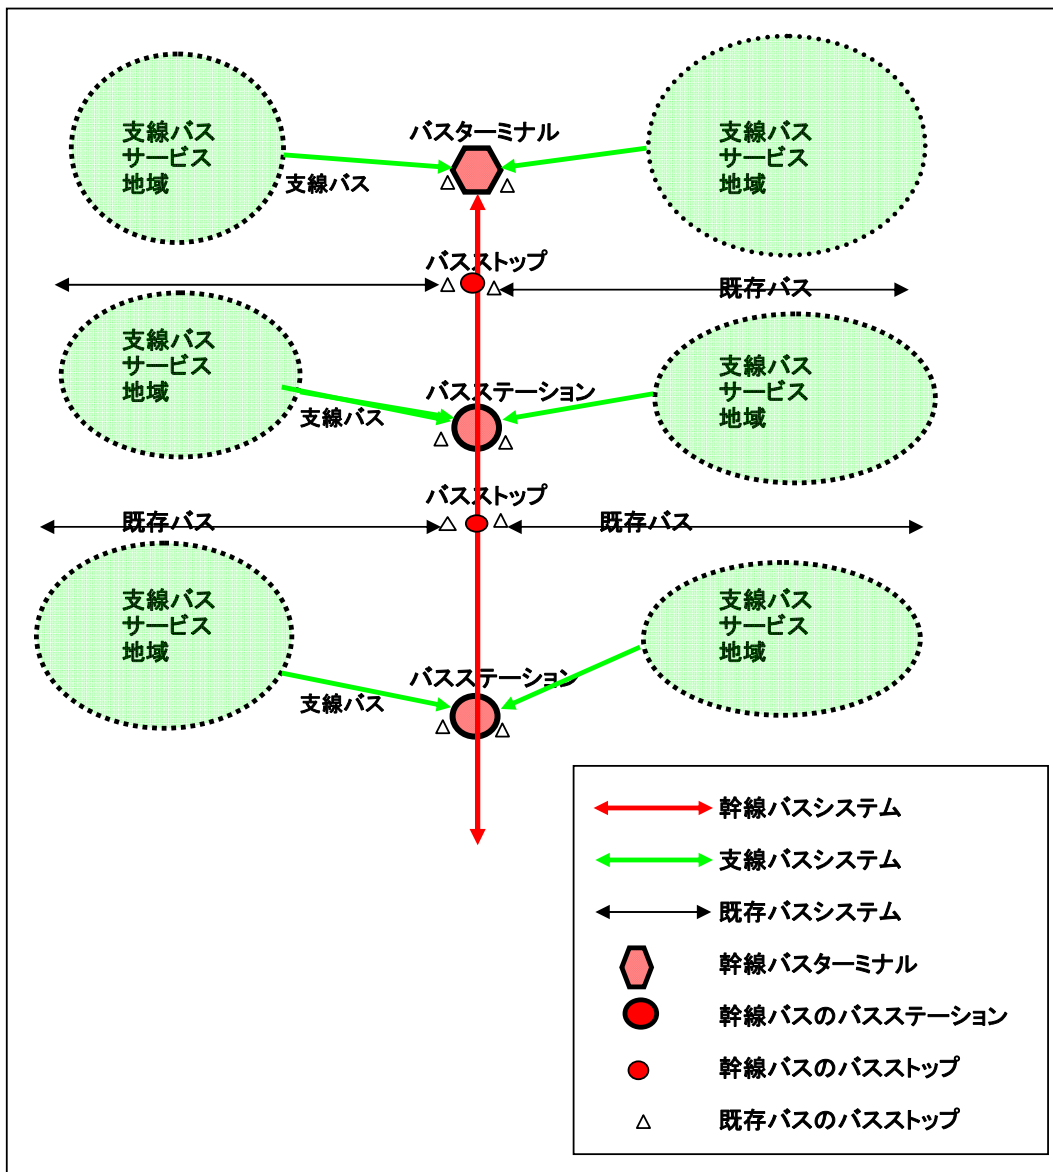 支線バス
サービス
地域
バスターミナル
支線バス
サービス
地域
支線バス
バスストップ
既存バス
支線バス
サービス
地域
支線バス
サービス
地域
バスステーション
支線バス
バスストップ
既存バス
既存バス
支線バス
サービス
地域
支線バス
サービス
地域
バスステーション
支線バス
幹線バスシステム
支線バスシステム
既存バスシステム
幹線バスターミナル
幹線バスのバスステーション
幹線バスのバスストップ
既存バスのバスストップ